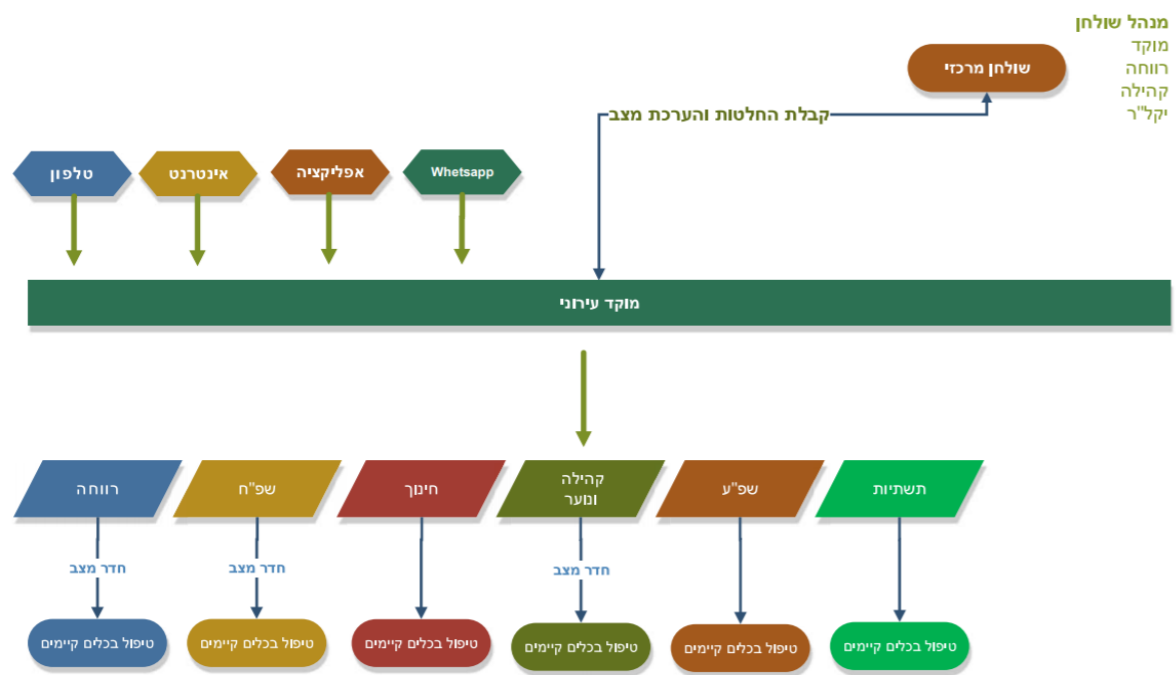 מנהל שולחן
מוקד
רווחה
קהילה
יקל"ר
שולחן מרכזי
קבלת החלטות והערכת מצב
Whatsapp
אפליקציה
אינטרנט
טלפון
מוקד עירוני
תשתיות
שפ"ע
קהילה
ונוער
חינוך
שפ"ח
רווחה
חדר מצב
חדר מצב
חדר מצב
טיפול בכלים קיימים
טיפול בכלים קיימים
טיפול בכלים קיימים
טיפול בכלים קיימים
טיפול בכלים קיימים
טיפול בכלים קיימים